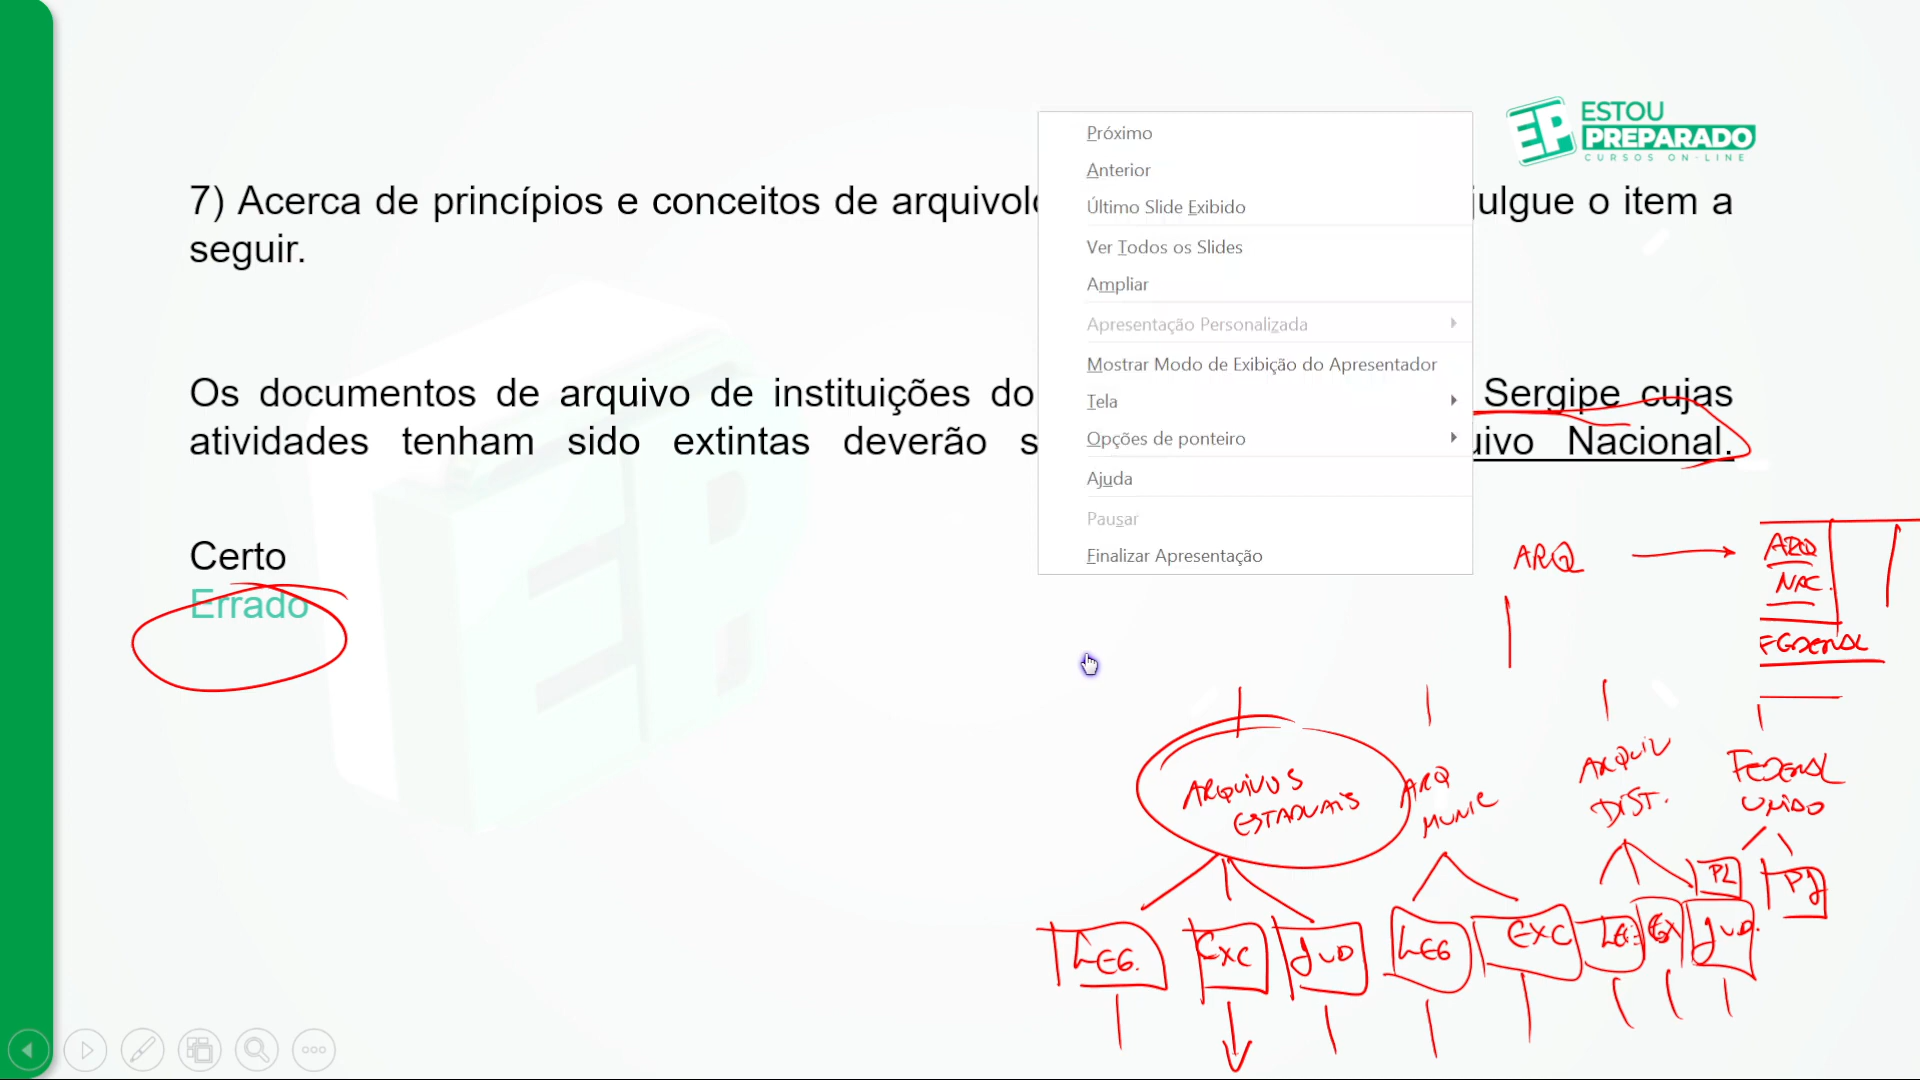 ESTOU
PREPARADO
CURSOS ON-LINE
7) Acerca de princípios e conceitos de arquivolo
julgue o item a
seguir.
Os documentos de arquivo de instituições do
Sergipe cujas
atividades tenham sido extintas deverão s
uivo Nacional.
Certo
Errado
Próximo
Anterior
Último Slide Exibido
Ver Todos os Slides
Ampliar
Apresentação Personalizada
Mostrar Modo de Exibição do Apresentador
Tela
Opções de ponteiro
Ajuda
Pausar
Finalizar Apresentação
ARQ
ARQ
NAC.
FEDERAL
ARQUIVOS
ESTADUAIS
ARQ
MUNIC
ARQUIV
DIST.
FEDERAL
UNIÃO
PL
PJ
LEG.
EXC
JUD
LEG
EXC
LEG
EX
JUD.
EP